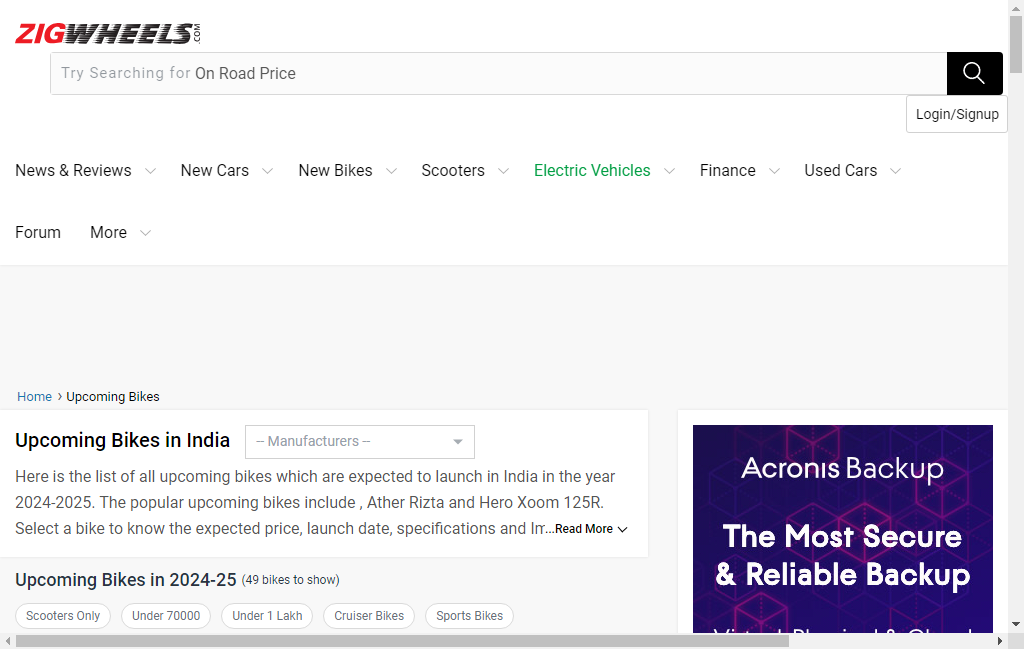 ZIGWHEELS.COM
Try Searching for On Road Price
Login/Signup
News & Reviews New Cars New Bikes Scooters Electric Vehicles Finance Used Cars
Forum More
Home › Upcoming Bikes
Upcoming Bikes in India -- Manufacturers --
Here is the list of all upcoming bikes which are expected to launch in India in the year
2024-2025. The popular upcoming bikes include , Ather Rizta and Hero Xoom 125R.
Select a bike to know the expected price, launch date, specifications and Im...Read More
Upcoming Bikes in 2024-25 (49 bikes to show)
Scooters Only Under 70000 Under 1 Lakh Cruiser Bikes Sports Bikes
Acronis Backup
The Most Secure
& Reliable Backup